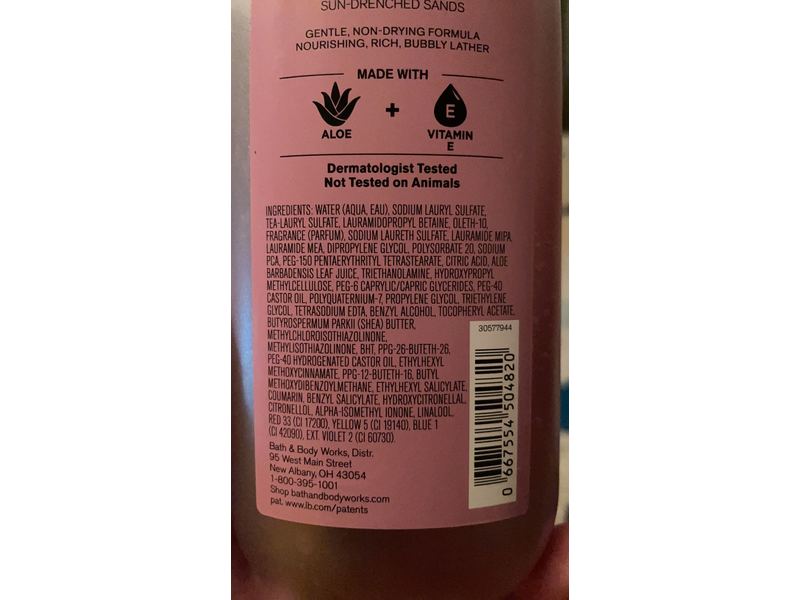 SUN-DRENCHED SANDS
GENTLE, NON-DRYING FORMULA
NOURISHING, RICH, BUBBLY LATHER
MADE WITH
ALOE
+
E
VITAMIN
E
Dermatologist Tested
Not Tested on Animals
INGREDIENTS: WATER (AQUA, EAU), SODIUM LAURYL SULFATE,
TEA-LAURYL SULFATE, LAURAMIDOPROPYL BETAINE, OLETH-10,
FRAGRANCE (PARFUM), SODIUM LAURETH SULFATE, LAURAMIDE MIPA,
LAURAMIDE MEA, DIPROPYLENE GLYCOL, POLYSORBATE 20, SODIUM
PCA, PEG-150 PENTAERYTHRITYL TETRASTEARATE, CITRIC ACID, ALOE
BARBADENSIS LEAF JUICE, TRIETHANOLAMINE, HYDROXYPROPYL
METHYLCELLULOSE, PEG-6 CAPRYLIC/CAPRIC GLYCERIDES, PEG-40
CASTOR OIL, POLYQUATERNIUM-7, PROPYLENE GLYCOL, TRIETHYLENE
GLYCOL, TETRASODIUM EDTA, BENZYL ALCOHOL, TOCOPHERYL ACETATE,
BUTYROSPERMUM PARKII (SHEA) BUTTER,
METHYLCHLOROISOTHIAZOLINONE,
METHYLISOTHIAZOLINONE, BHT, PPG-26-BUTETH-26,
PEG-40 HYDROGENATED CASTOR OIL, ETHYLHEXYL
METHOXYCINNAMATE, PPG-12-BUTETH-16, BUTYL
METHOXYDIBENZOYLMETHANE, ETHYLHEXYL SALICYLATE,
COUMARIN, BENZYL SALICYLATE, HYDROXYCITRONELLAL,
CITRONELLOL, ALPHA-ISOMETHYL IONONE, LINALOOL,
RED 33 (CI 17200), YELLOW 5 (CI 19140), BLUE 1
(CI 42090), EXT. VIOLET 2 (CI 60730).
Bath & Body Works, Distr.
95 West Main Street
New Albany, OH 43054
1-800-395-1001
Shop bathandbodyworks.com
pat. www.lb.com/patents
30577944
0 667554 504820